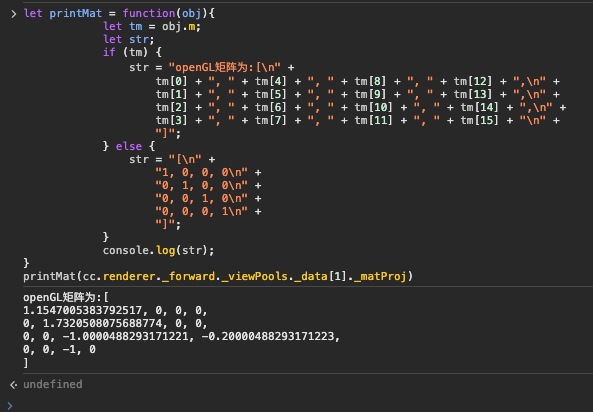 let printMat = function(obj){
let tm = obj.m;
let str;
if (tm) {
str = "openGL矩阵为:[\n" +
tm[0] + ", " + tm[4] + ", " + tm[8] + ", " + tm[12] + ",\n" +
tm[1] + ", " + tm[5] + ", " + tm[9] + ", " + tm[13] + ",\n" +
tm[2] + ", " + tm[6] + ", " + tm[10] + ", " + tm[14] + ",\n" +
tm[3] + ", " + tm[7] + ", " + tm[11] + ", " + tm[15] + "\n" +
"]";
} else {
str = "[\n" +
"1, 0, 0, 0\n" +
"0, 1, 0, 0\n" +
"0, 0, 1, 0\n" +
"0, 0, 0, 1\n" +
"]";
}
console.log(str);
}
printMat(cc.renderer._forward._viewPools._data[1]._matProj)
openGL矩阵为:[
1.1547005383792517, 0, 0, 0,
0, 1.7320508075688774, 0, 0,
0, 0, -1.0000488293171221, -0.20000488293171223,
0, 0, -1, 0
]
undefined